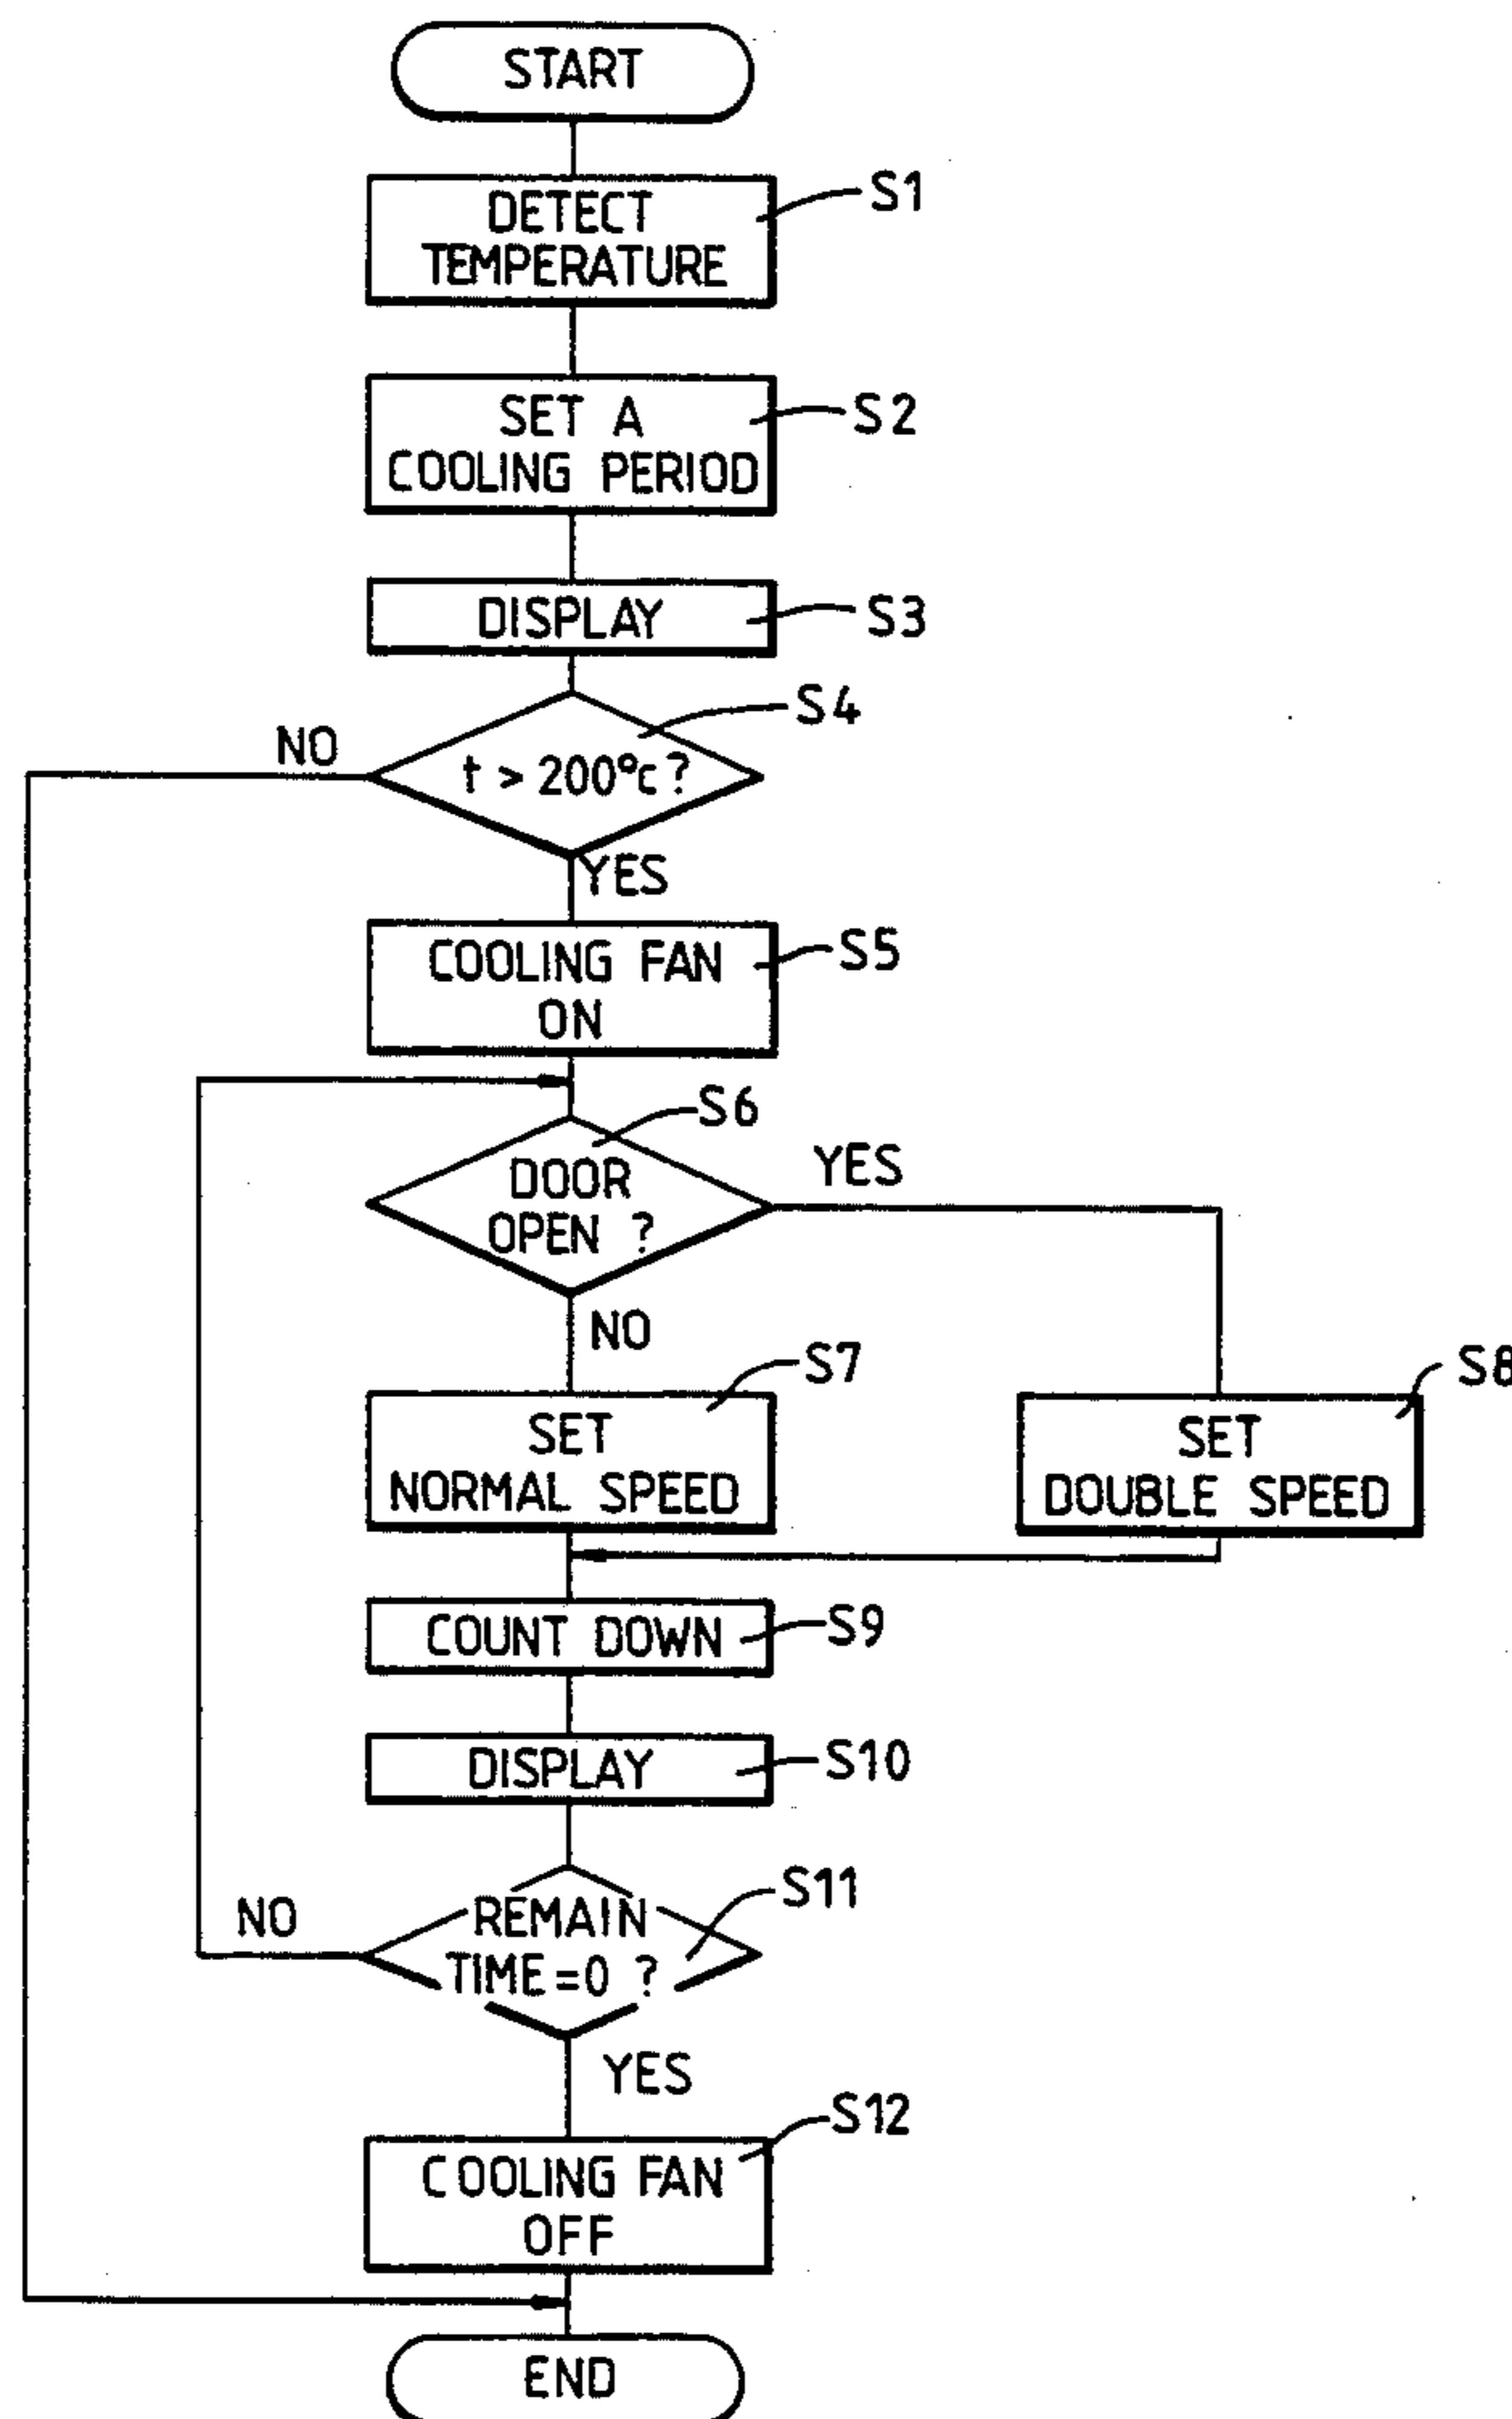 START
DETECT
TEMPERATURE
S1
SET A
COOLING PERIOD
S2
DISPLAY
S3
S4
NO
t > 200°c?
YES
COOLING FAN
ON
S5
S6
DOOR
OPEN ?
YES
NO
S7
SET
NORMAL SPEED
S8
SET
DOUBLE SPEED
COUNT DOWN
S9
DISPLAY
S10
S11
NO
REMAIN
TIME=0 ?
YES
S12
COOLING FAN
OFF
END